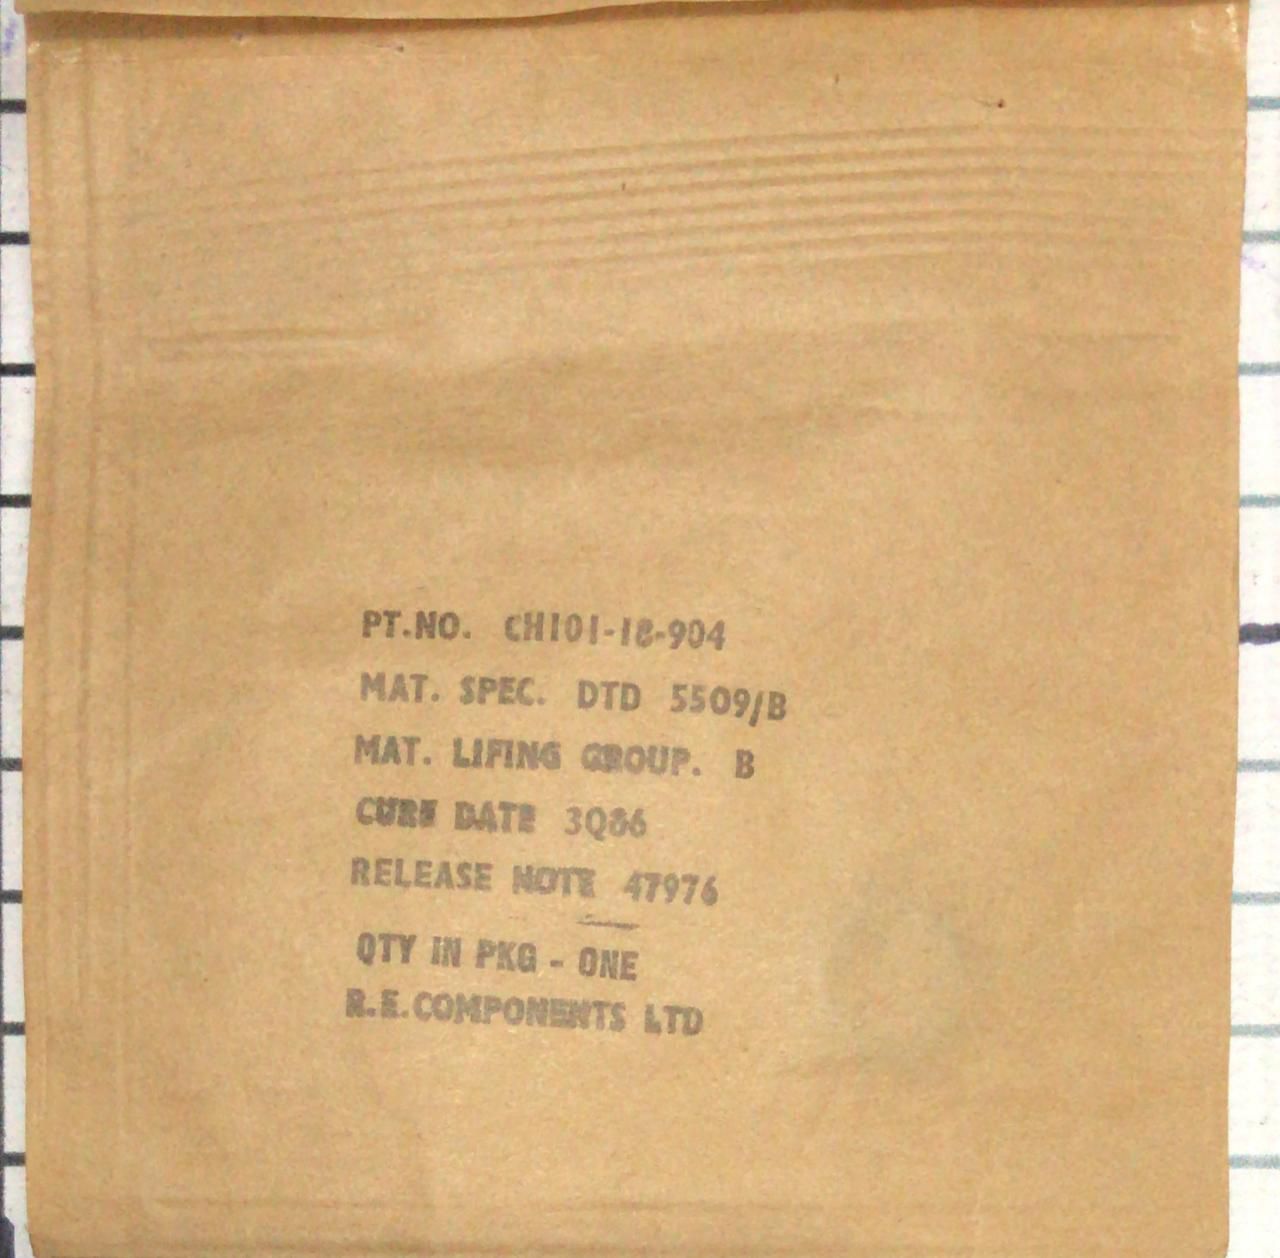 PT.NO. CH101-18-904
MAT. SPEC. DTD 5509/B
MAT. LIFING GROUP. B
CURE DATE 3Q86
RELEASE NOTE 47976
QTY IN PKG - ONE
R.E.COMPONENTS LTD